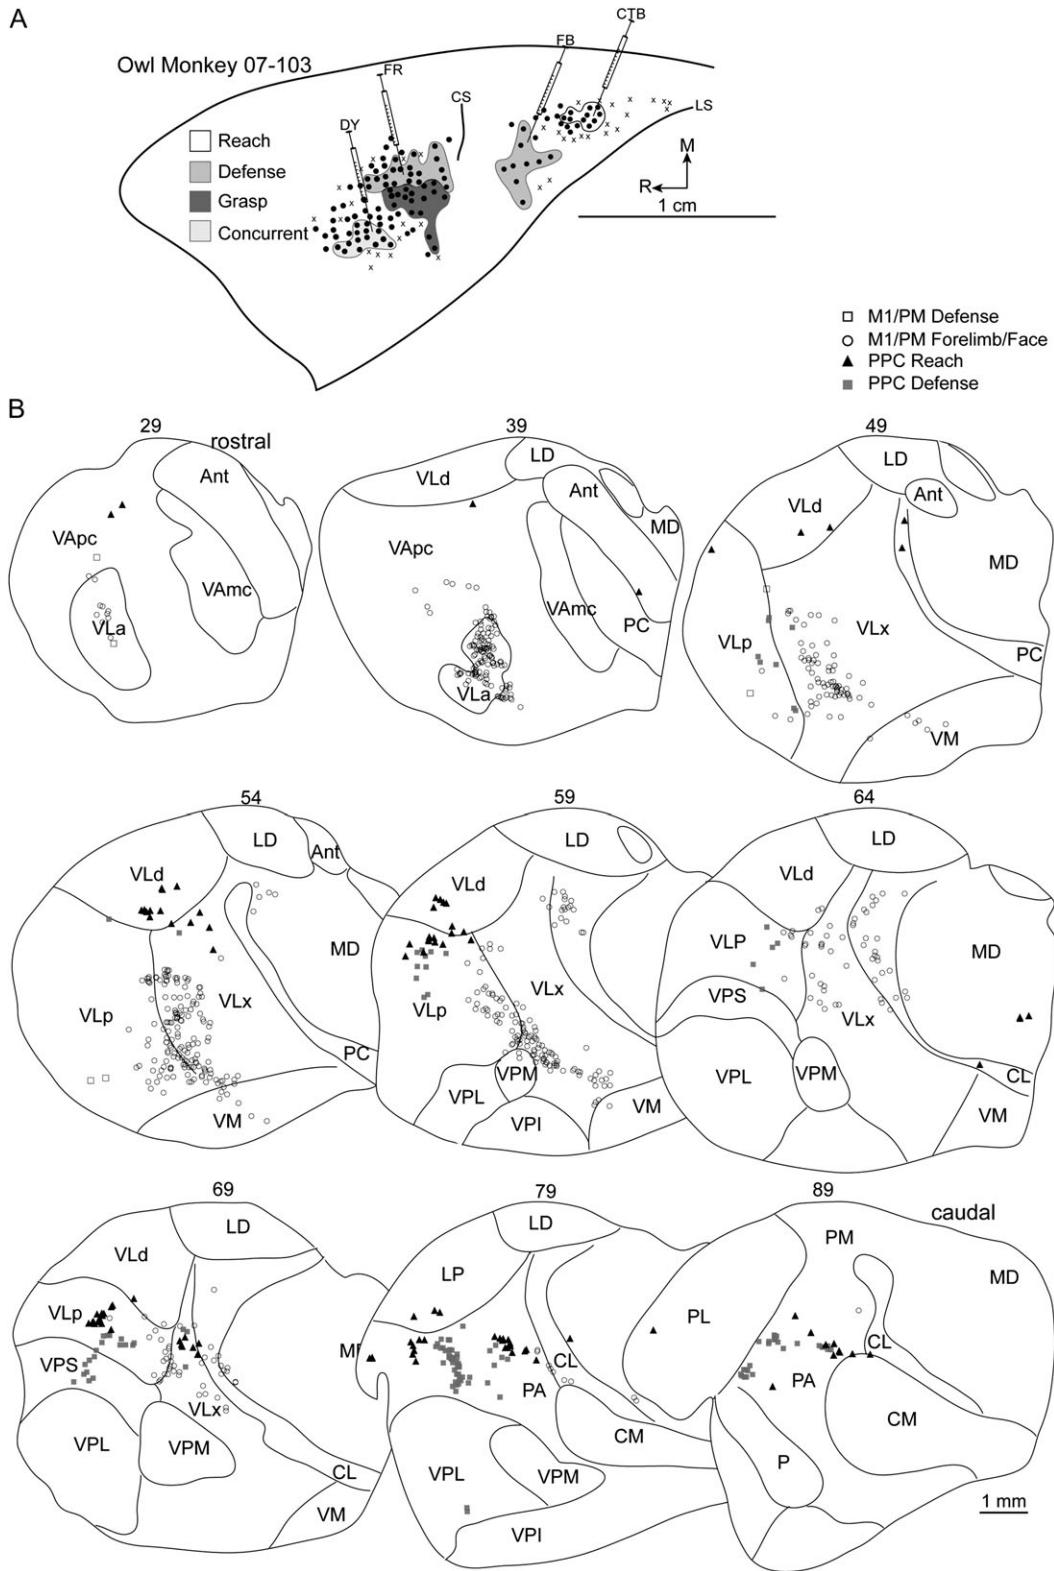 A
Owl Monkey 07-103
DY
FR
CS
FB
CTB
LS
Reach
Defense
Grasp
Concurrent
M
R
1 cm
M1/PM Defense
M1/PM Forelimb/Face
PPC Reach
PPC Defense
B
29
rostral
Ant
VApc
VAmc
VLa
39
LD
VLd
Ant
MD
VApc
VAmc
PC
VLa
49
LD
VLd
Ant
MD
VLp
VLx
PC
VM
54
LD
Ant
VLd
MD
VLp
VLx
PC
VM
59
LD
VLd
VLx
VLp
VPM
VPL
VPI
VM
64
LD
VLd
VLP
MD
VPS
VLx
VPL
VPM
CL
VM
69
LD
VLd
VLp
VPS
VLx
VPL
VPM
CL
VM
79
LD
LP
CL
PA
CM
VPL
VPM
VPI
89
caudal
PM
MD
PL
CL
PA
CM
P
1 mm